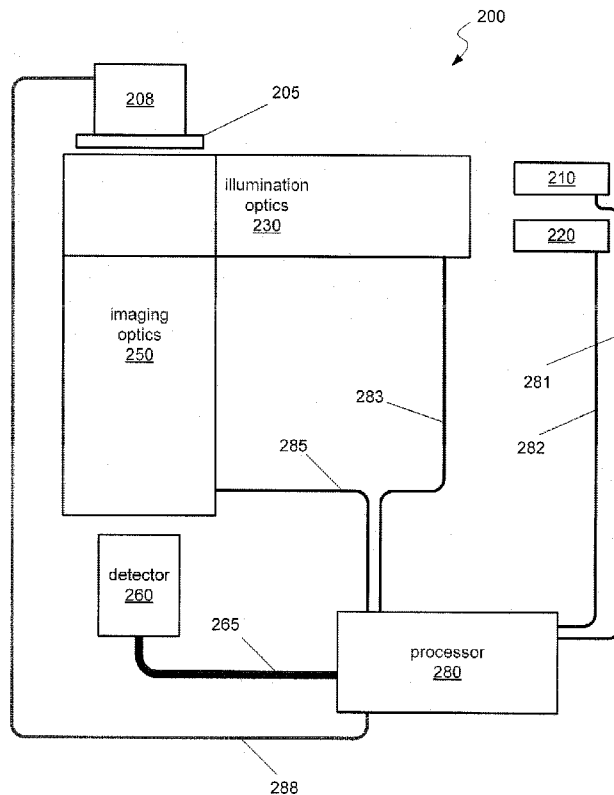 200
208
205
illumination
optics
230
210
220
imaging
optics
250
281
283
282
285
detector
260
265
processor
280
288